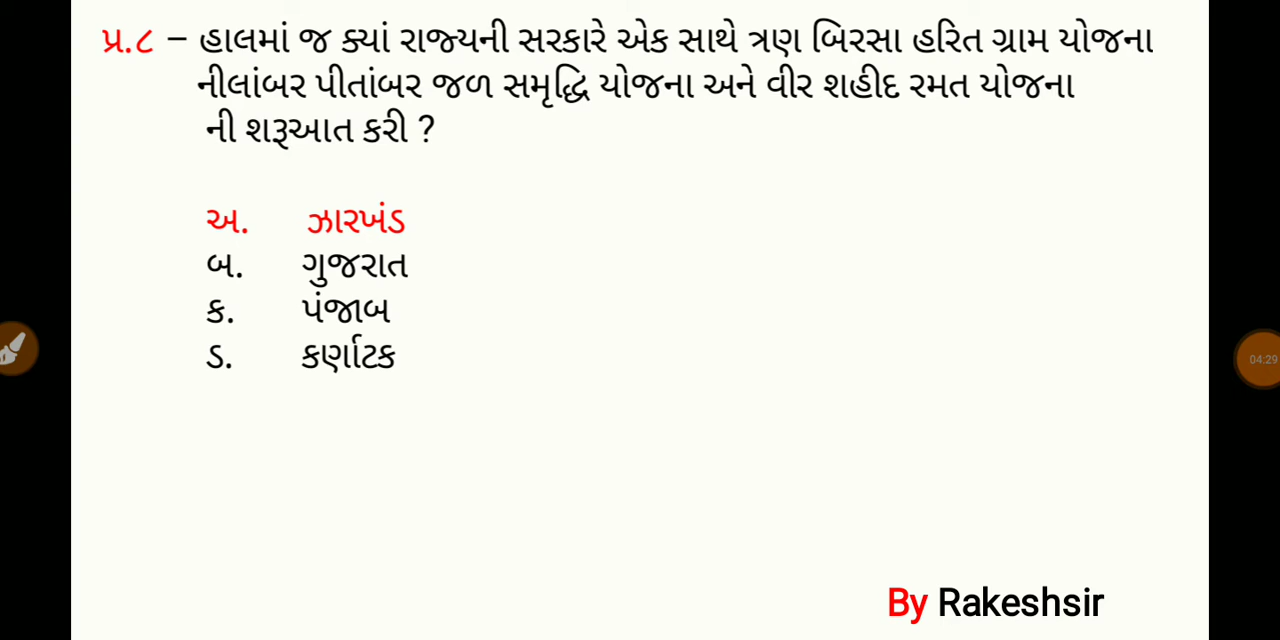 પ્ર.૮ – હાલમાં જ ક્યાં રાજ્યની સરકારે એક સાથે ત્રણ બિરસા હરિત ગ્રામ યોજના
નીલાંબર પીતાંબર જળ સમૃદ્ધિ યોજના અને વીર શહીદ રમત યોજના
ની શરૂઆત કરી ?
અ. ઝારખંડ
બ. ગુજરાત
ક. પંજાબ
ડ. કર્ણાટક
04:29
By Rakeshsir